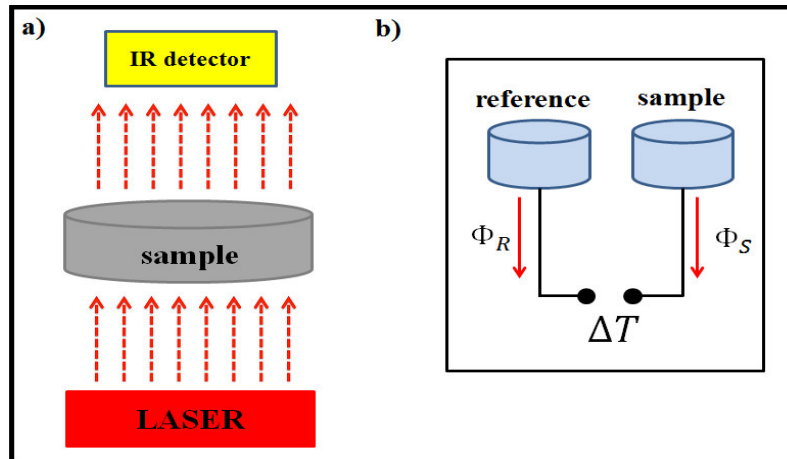 a)
IR detector
sample
LASER
b)
reference sample
Φ_R Φ_S
ΔT